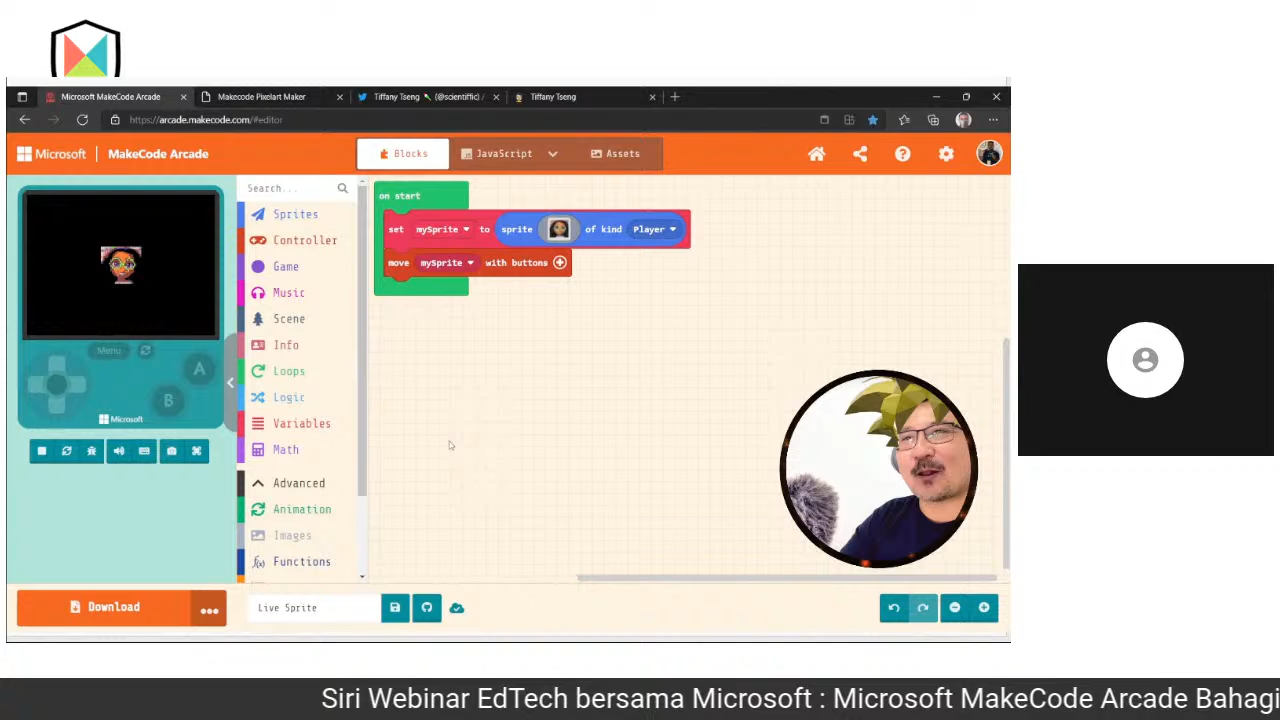 Microsoft MakeCode Arcade
Makecode Pixelart Maker
Tiffany Tseng (@scientiffic) /
Tiffany Tseng
https://arcade.makecode.com/#editor
Microsoft
MakeCode Arcade
Blocks
JavaScript
Assets
Search...
Sprites
Controller
Game
Music
Scene
Info
Loops
Logic
Variables
Math
Advanced
Animation
Images
Functions
on start
set mySprite to sprite of kind Player
move mySprite with buttons
Menu
A
B
Microsoft
Download
Live Sprite
Siri Webinar EdTech bersama Microsoft : Microsoft MakeCode Arcade Bahagi